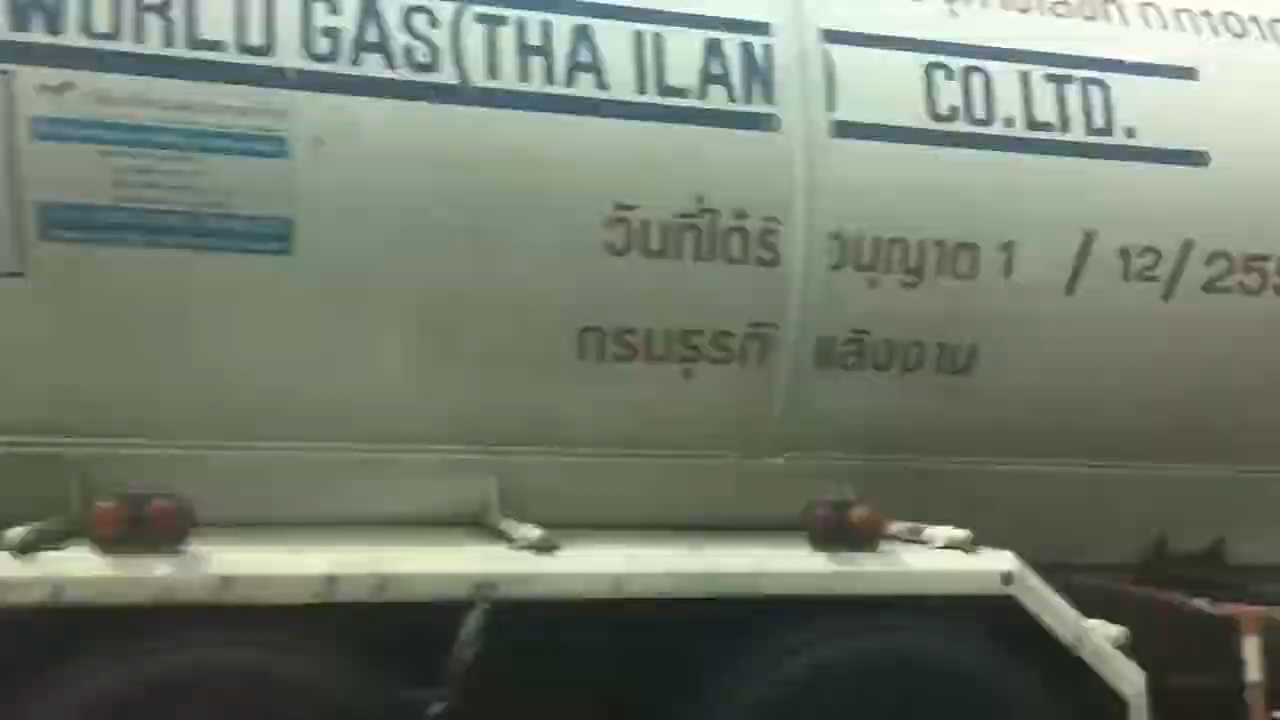 WORLD GAS(THA ILAN ) CO.LTD.
วันที่ได้รั อนุญาต 1 / 12/255
กรมธุรกิ พลังงาน